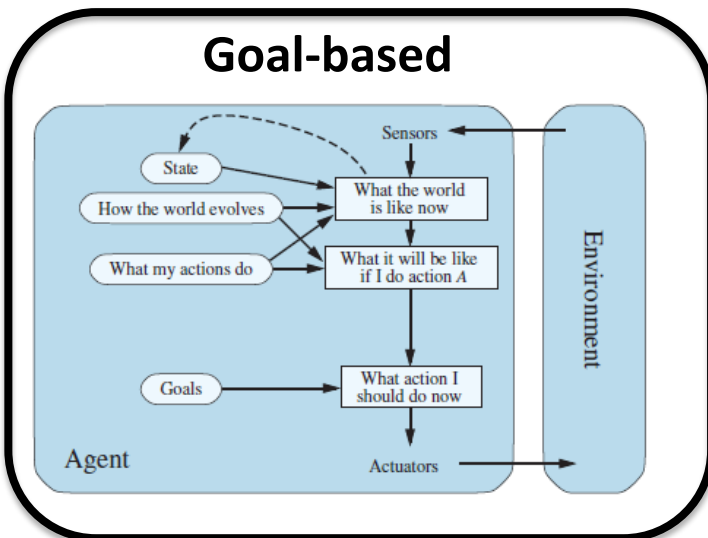 Goal-based
Sensors
State
What the world
is like now
How the world evolves
What it will be like
if I do action A
What my actions do
Environment
Goals
What action I
should do now
Agent
Actuators